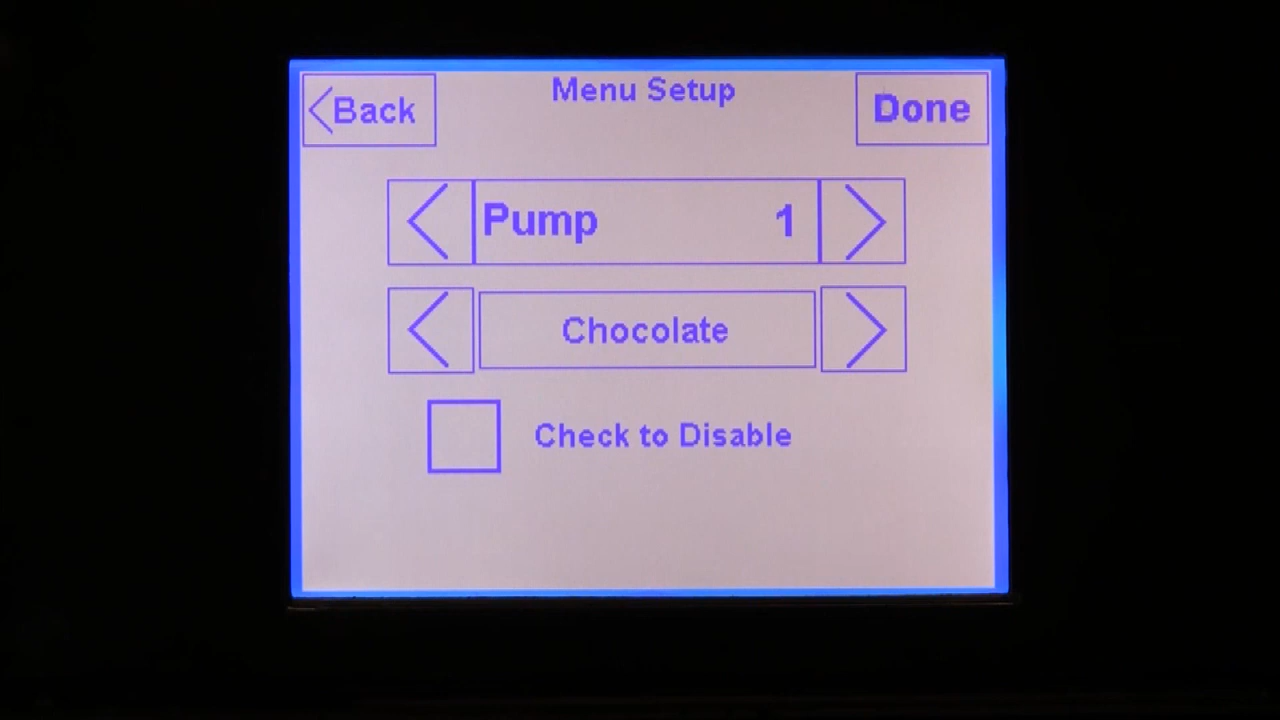 Back
Menu Setup
Done
Pump 1
Chocolate
Check to Disable